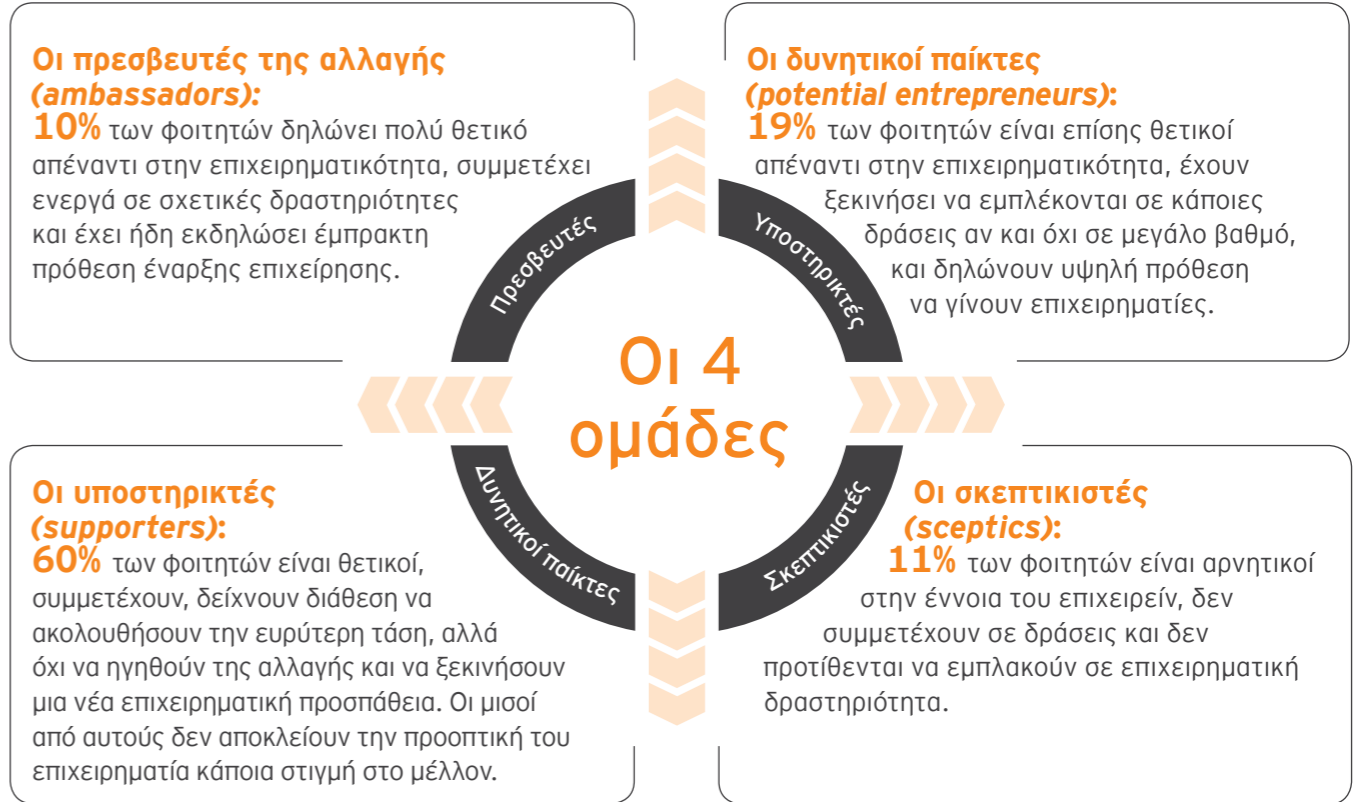 Οι πρεσβευτές της αλλαγής
(ambassadors):
10% των φοιτητών δηλώνει πολύ θετικό
απέναντι στην επιχειρηματικότητα, συμμετέχει
ενεργά σε σχετικές δραστηριότητες
και έχει ήδη εκδηλώσει έμπρακτη
πρόθεση έναρξης επιχείρησης.
Οι δυνητικοί παίκτες
(potential entrepreneurs):
19% των φοιτητών είναι επίσης θετικοί
απέναντι στην επιχειρηματικότητα, έχουν
ξεκινήσει να εμπλέκονται σε κάποιες
δράσεις αν και όχι σε μεγάλο βαθμό,
και δηλώνουν υψηλή πρόθεση
να γίνουν επιχειρηματίες.
Πρεσβευτές
Υποστηρικτές
Οι 4
ομάδες
Δυνητικοί παίκτες
Σκεπτικιστές
Οι υποστηρικτές
(supporters):
60% των φοιτητών είναι θετικοί,
συμμετέχουν, δείχνουν διάθεση να
ακολουθήσουν την ευρύτερη τάση, αλλά
όχι να ηγηθούν της αλλαγής και να ξεκινήσουν
μια νέα επιχειρηματική προσπάθεια. Οι μισοί
από αυτούς δεν αποκλείουν την προοπτική του
επιχειρηματία κάποια στιγμή στο μέλλον.
Οι σκεπτικιστές
(sceptics):
11% των φοιτητών είναι αρνητικοί
στην έννοια του επιχειρείν, δεν
συμμετέχουν σε δράσεις και δεν
προτίθενται να εμπλακούν σε επιχειρηματική
δραστηριότητα.